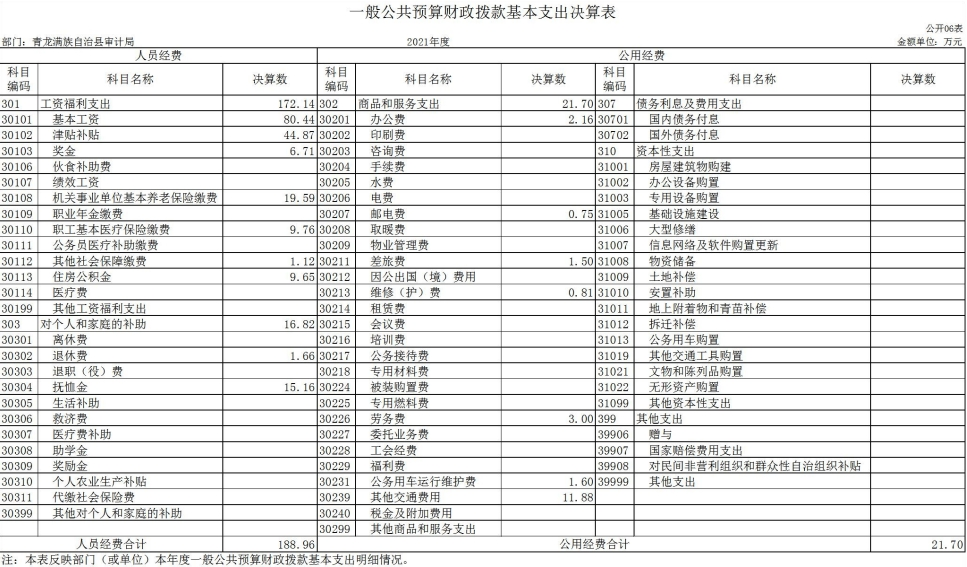 一般公共预算财政拨款基本支出决算表
公开06表
部门：青龙满族自治县审计局 2021年度 金额单位：万元
人员经费 公用经费
科目编码 科目名称 决算数 科目编码 科目名称 决算数 科目编码 科目名称 决算数
301 工资福利支出 172.14 302 商品和服务支出 21.70 307 债务利息及费用支出
30101 基本工资 80.44 30201 办公费 2.16 30701 国内债务付息
30102 津贴补贴 44.87 30202 印刷费 30702 国外债务付息
30103 奖金 6.71 30203 咨询费 310 资本性支出
30106 伙食补助费 30204 手续费 31001 房屋建筑物购建
30107 绩效工资 30205 水费 31002 办公设备购置
30108 机关事业单位基本养老保险缴费 19.59 30206 电费 31003 专用设备购置
30109 职业年金缴费 30207 邮电费 0.75 31005 基础设施建设
30110 职工基本医疗保险缴费 9.76 30208 取暖费 31006 大型修缮
30111 公务员医疗补助缴费 30209 物业管理费 31007 信息网络及软件购置更新
30112 其他社会保障缴费 1.12 30211 差旅费 1.50 31008 物资储备
30113 住房公积金 9.65 30212 因公出国（境）费用 31009 土地补偿
30114 医疗费 30213 维修（护）费 0.81 31010 安置补助
30199 其他工资福利支出 30214 租赁费 31011 地上附着物和青苗补偿
303 对个人和家庭的补助 16.82 30215 会议费 31012 拆迁补偿
30301 离休费 30216 培训费 31013 公务用车购置
30302 退休费 1.66 30217 公务接待费 31019 其他交通工具购置
30303 退职（役）费 30218 专用材料费 31021 文物和陈列品购置
30304 抚恤金 15.16 30224 被装购置费 31022 无形资产购置
30305 生活补助 30225 专用燃料费 31099 其他资本性支出
30306 救济费 30226 劳务费 3.00 399 其他支出
30307 医疗费补助 30227 委托业务费 39906 赠与
30308 助学金 30228 工会经费 39907 国家赔偿费用支出
30309 奖励金 30229 福利费 39908 对民间非营利组织和群众性自治组织补贴
30310 个人农业生产补贴 30231 公务用车运行维护费 1.60 39999 其他支出
30311 代缴社会保险费 30239 其他交通费用 11.88
30399 其他对个人和家庭的补助 30240 税金及附加费用
30299 其他商品和服务支出
人员经费合计 188.96 公用经费合计 21.70
注：本表反映部门（或单位）本年度一般公共预算财政拨款基本支出明细情况。